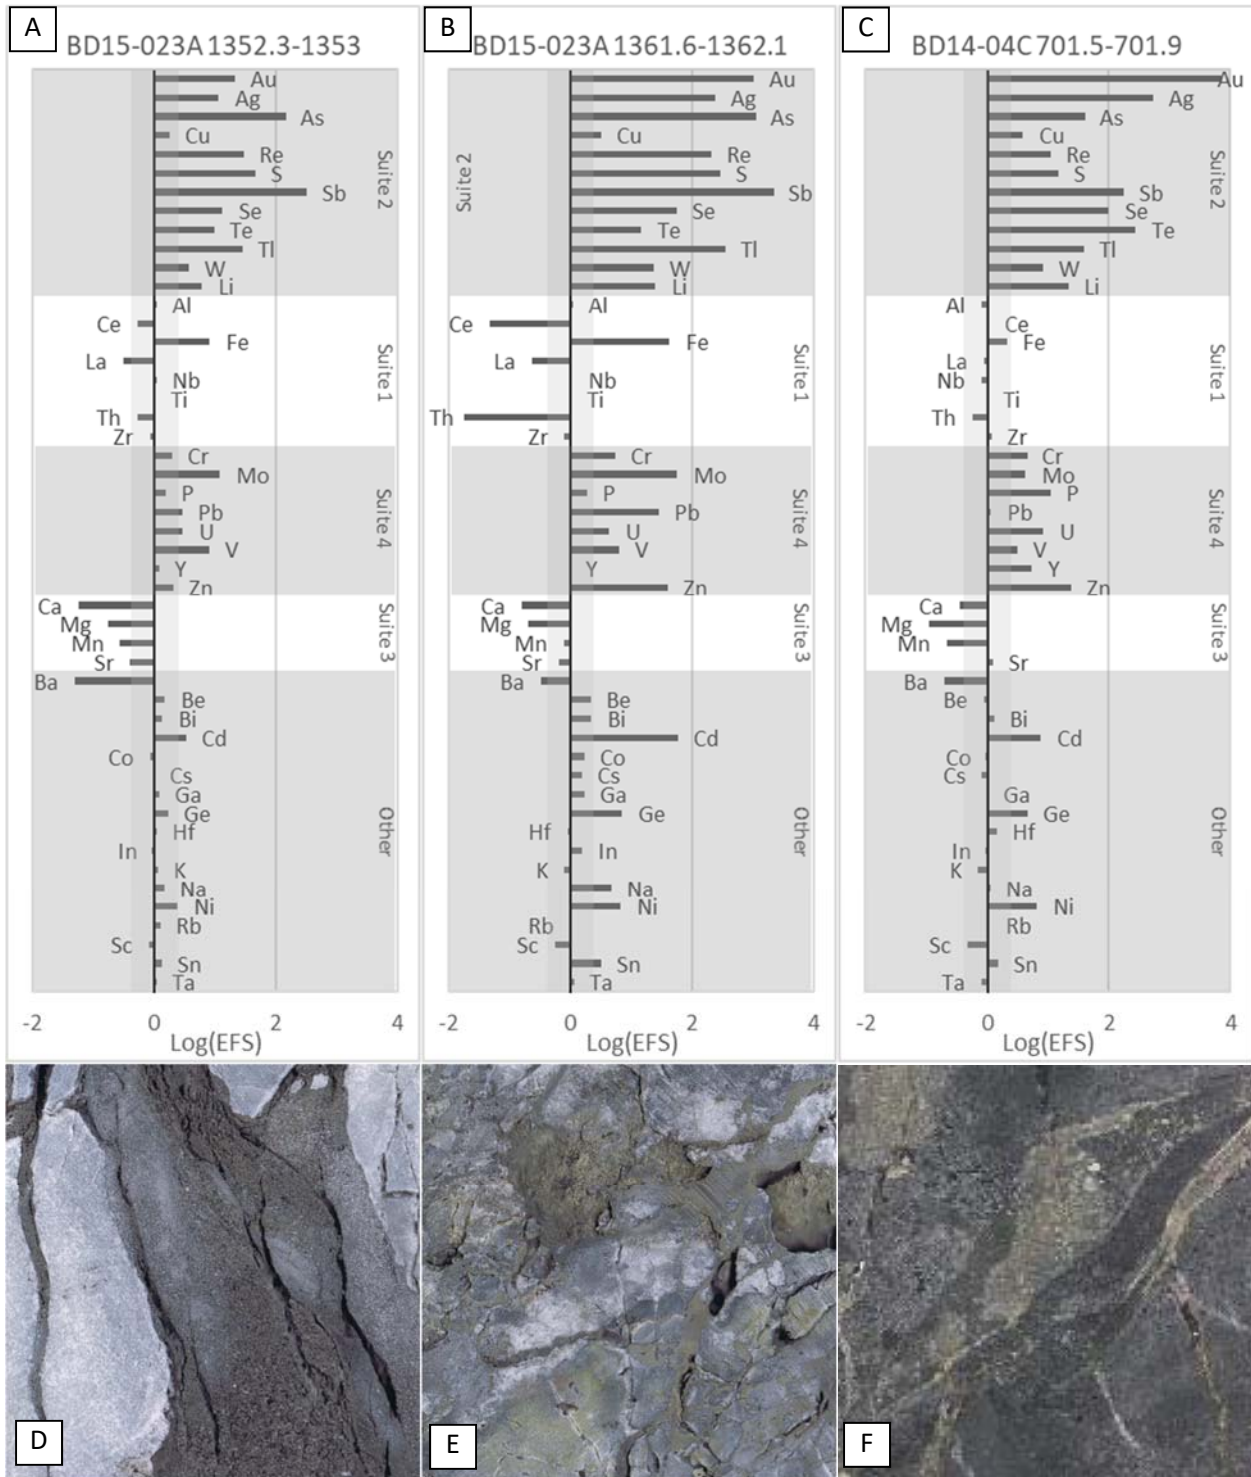 A
BD15-023A 1352.3-1353
Au
Ag
As
Cu
Re
S
Sb
Se
Te
Tl
W
Li
Suite 2
Al
Ce
Fe
La
Nb
Ti
Th
Zr
Suite 1
Cr
Mo
P
Pb
U
V
Y
Zn
Suite 4
Ca
Mg
Mn
Sr
Suite 3
Ba
Be
Bi
Cd
Co
Cs
Ga
Ge
Hf
In
K
Na
Ni
Rb
Sc
Sn
Ta
Other
-2 0 2 4
Log(EFS)
B
BD15-023A 1361.6-1362.1
Suite 2
Au
Ag
As
Cu
Re
S
Sb
Se
Te
Tl
W
Li
Al
Ce
Fe
La
Nb
Ti
Th
Zr
Suite 1
Cr
Mo
P
Pb
U
V
Y
Zn
Suite 4
Ca
Mg
Mn
Sr
Suite 3
Ba
Be
Bi
Cd
Co
Cs
Ga
Ge
Hf
In
K
Na
Ni
Rb
Sc
Sn
Ta
Other
-2 0 2 4
Log(EFS)
C
BD14-04C 701.5-701.9
Au
Ag
As
Cu
Re
S
Sb
Se
Te
Tl
W
Li
Suite 2
Al
Ce
Fe
La
Nb
Ti
Th
Zr
Suite 1
Cr
Mo
P
Pb
U
V
Y
Zn
Suite 4
Ca
Mg
Mn
Sr
Suite 3
Ba
Be
Bi
Cd
Co
Cs
Ga
Ge
Hf
In
K
Na
Ni
Rb
Sc
Sn
Ta
Other
-2 0 2 4
Log(EFS)
D
E
F